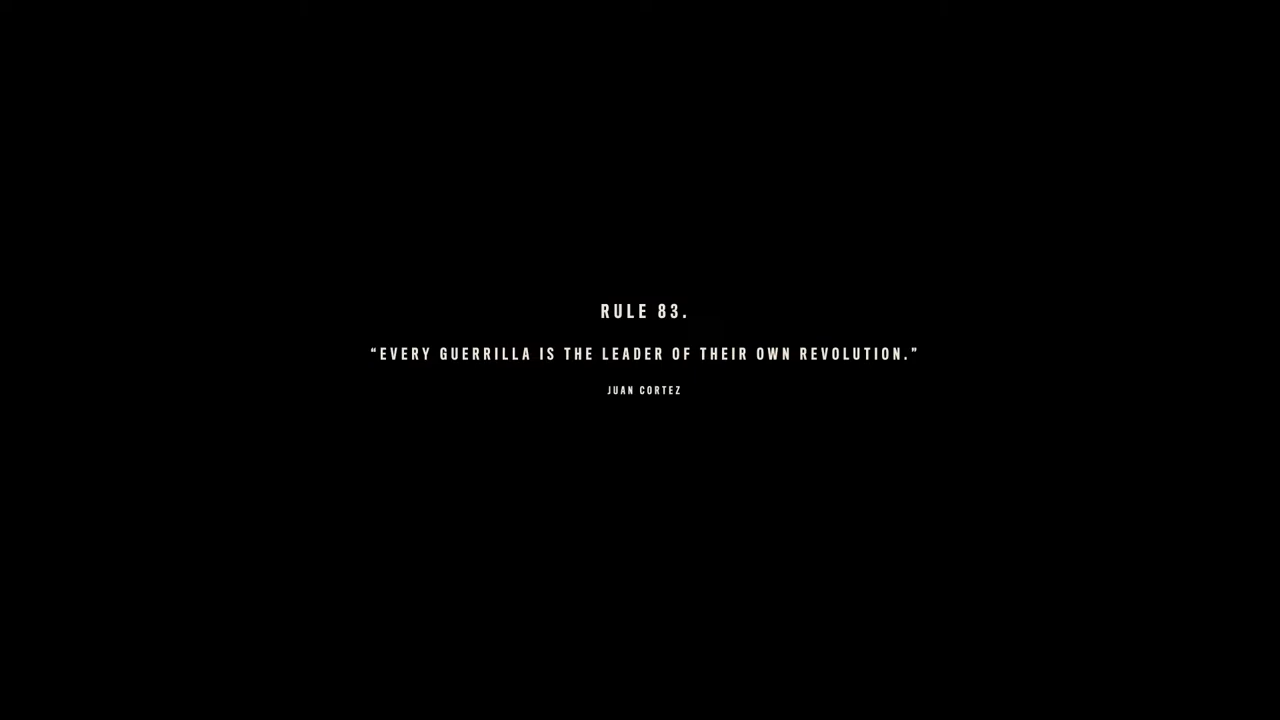 RULE 83.
“EVERY GUERRILLA IS THE LEADER OF THEIR OWN REVOLUTION.”
JUAN CORTEZ